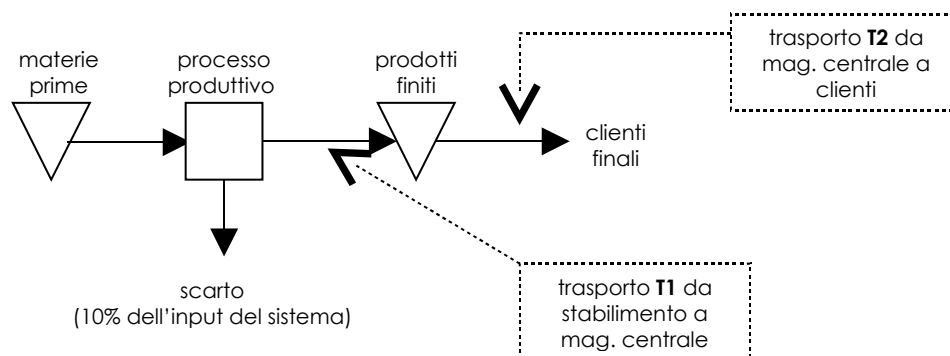 materie
prime
processo
produttivo
prodotti
finiti
trasporto T2 da
mag. centrale a
clienti
clienti
finali
scarto
(10% dell'input del sistema)
trasporto T1 da
stabilimento a
mag. centrale